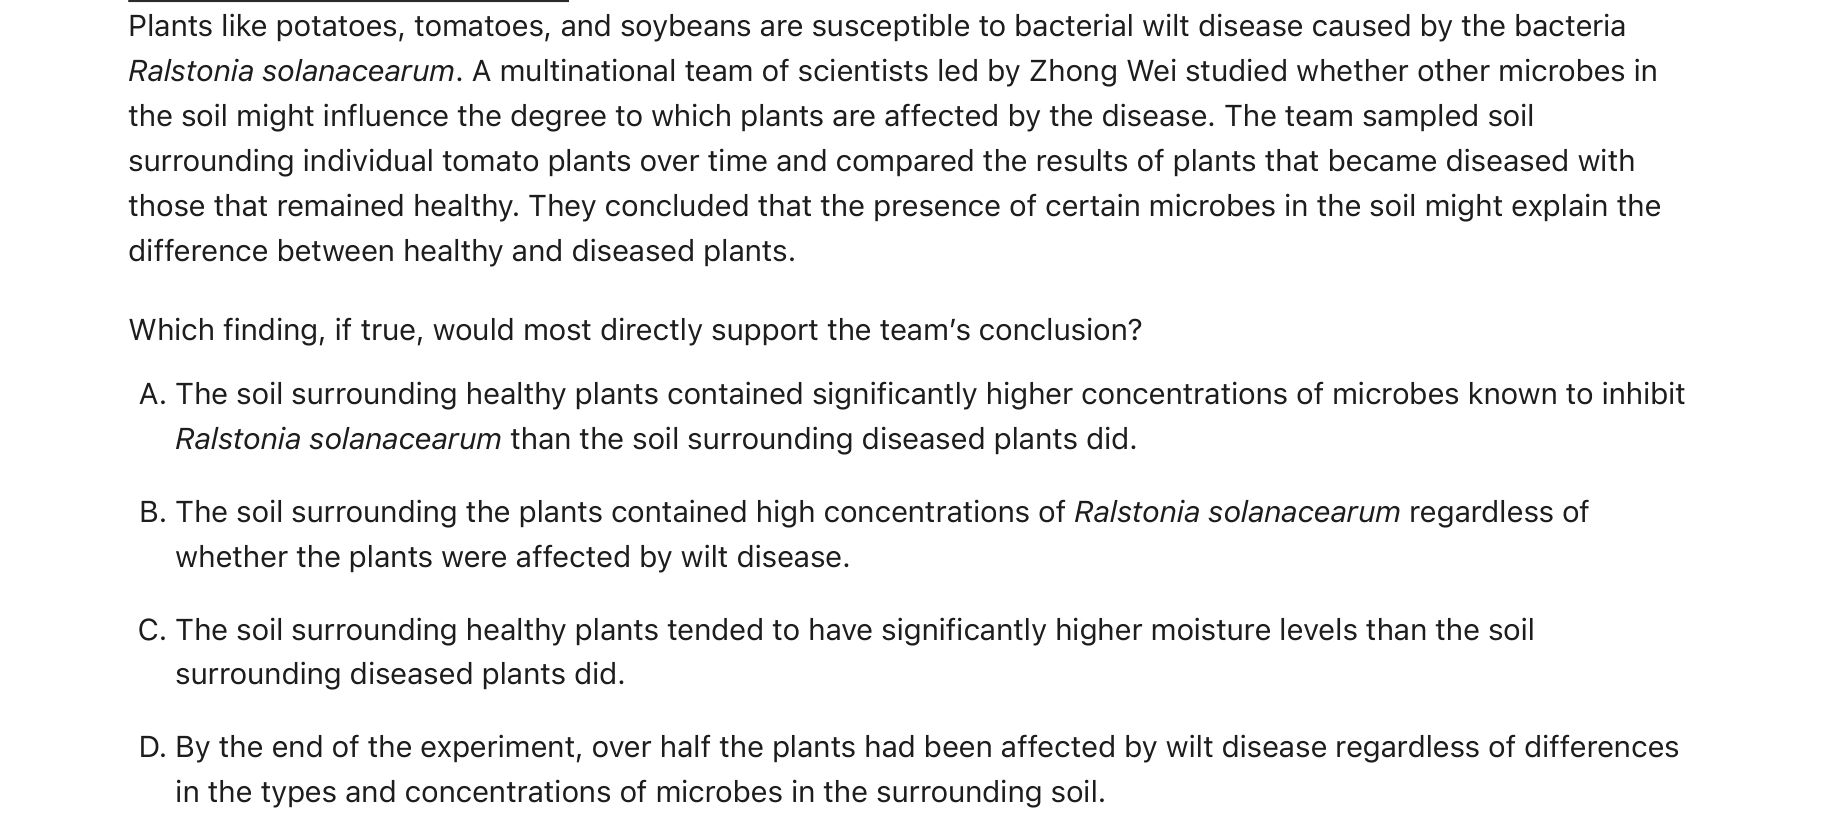 Plants like potatoes, tomatoes, and soybeans are susceptible to bacterial wilt disease caused by the bacteria
Ralstonia solanacearum. A multinational team of scientists led by Zhong Wei studied whether other microbes in
the soil might influence the degree to which plants are affected by the disease. The team sampled soil
surrounding individual tomato plants over time and compared the results of plants that became diseased with
those that remained healthy. They concluded that the presence of certain microbes in the soil might explain the
difference between healthy and diseased plants.
Which finding, if true, would most directly support the team’s conclusion?
A. The soil surrounding healthy plants contained significantly higher concentrations of microbes known to inhibit
Ralstonia solanacearum than the soil surrounding diseased plants did.
B. The soil surrounding the plants contained high concentrations of Ralstonia solanacearum regardless of
whether the plants were affected by wilt disease.
C. The soil surrounding healthy plants tended to have significantly higher moisture levels than the soil
surrounding diseased plants did.
D. By the end of the experiment, over half the plants had been affected by wilt disease regardless of differences
in the types and concentrations of microbes in the surrounding soil.